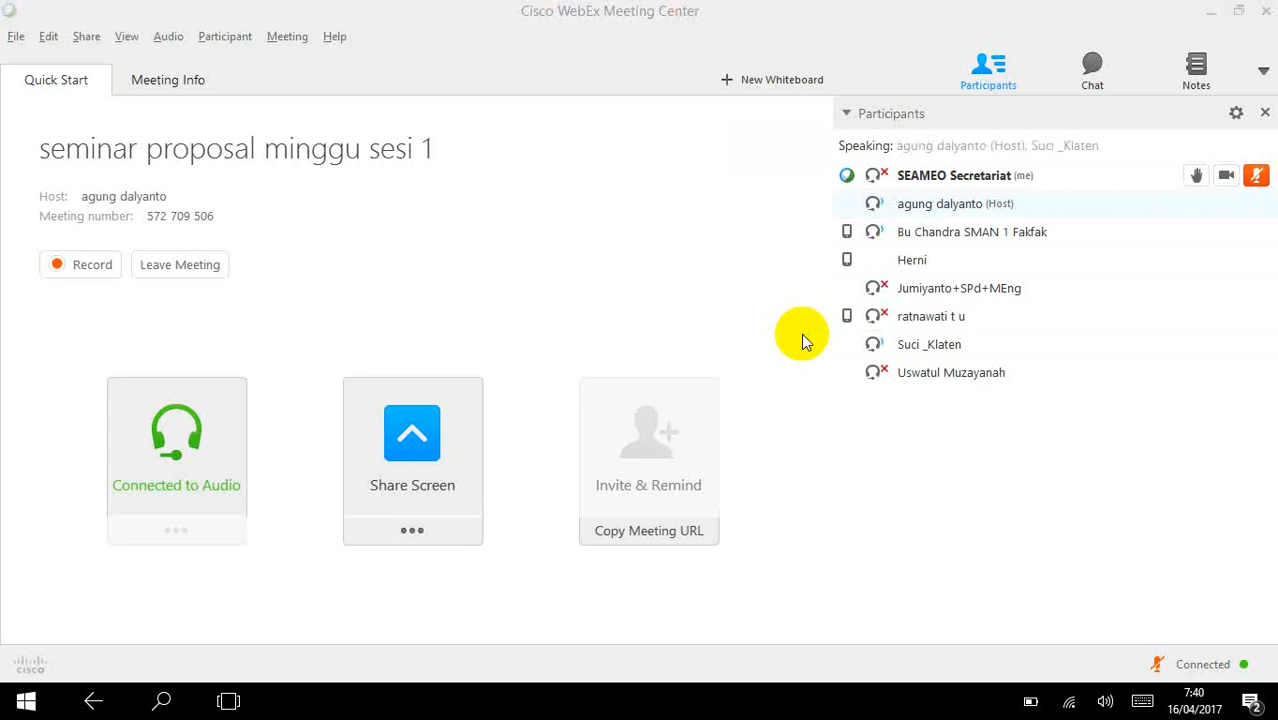 Cisco WebEx Meeting Center
File Edit Share View Audio Participant Meeting Help
Quick Start Meeting Info
New Whiteboard
Participants Chat Notes
seminar proposal minggu sesi 1
Host: agung dalyanto
Meeting number: 572 709 506
Record Leave Meeting
Connected to Audio
Share Screen
Invite & Remind
Copy Meeting URL
Participants
Speaking: agung dalyanto (Host), Suci _Klaten
SEAMEO Secretariat (me)
agung dalyanto (Host)
Bu Chandra SMAN 1 Fakfak
Herni
Jumiyanto+SPd+MEng
ratnawati t u
Suci _Klaten
Uswatul Muzayanah
cisco
Connected
7:40
16/04/2017
2